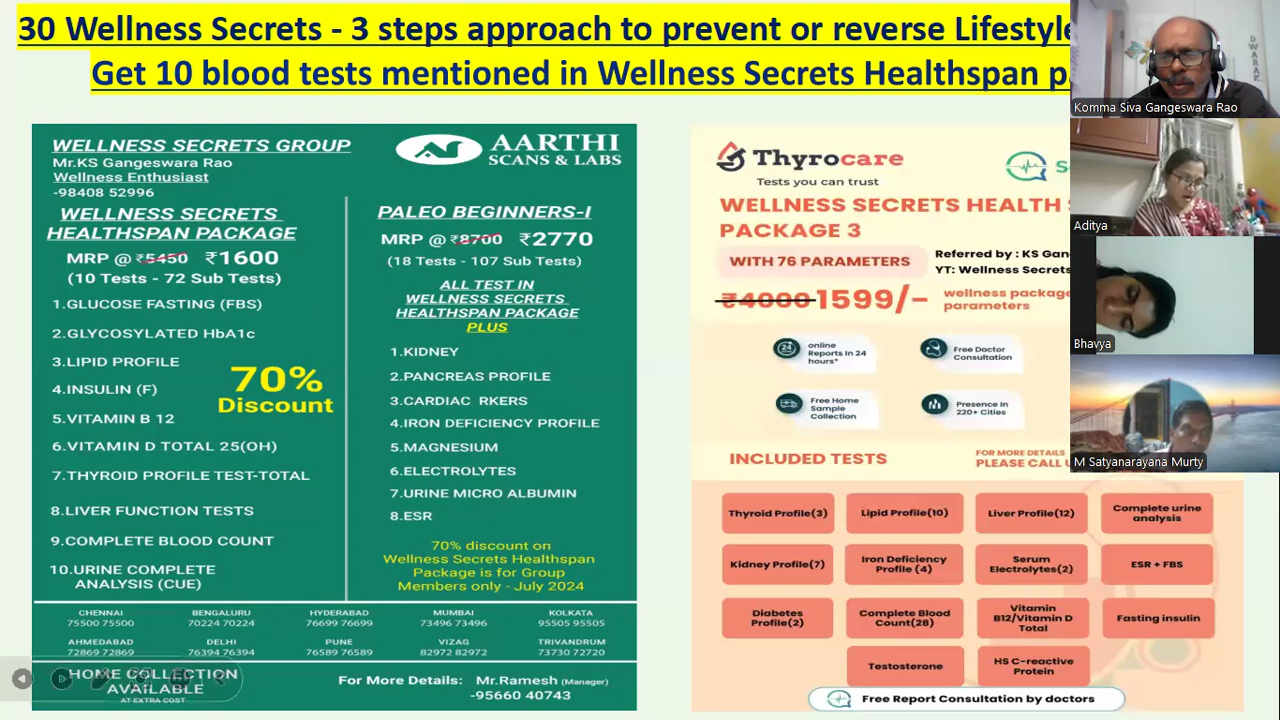 30 Wellness Secrets - 3 steps approach to prevent or reverse Lifestyle
Get 10 blood tests mentioned in Wellness Secrets Healthspan
WELLNESS SECRETS GROUP
Mr.KS Gangeswara Rao
Wellness Enthusiast
-98408 52996
AARTHI
SCANS & LABS
WELLNESS SECRETS
HEALTHSPAN PACKAGE
MRP @ ₹5450 ₹1600
(10 Tests - 72 Sub Tests)
1.GLUCOSE FASTING (FBS)
2.GLYCOSYLATED HbA1c
3.LIPID PROFILE
4.INSULIN (F)
5.VITAMIN B 12
6.VITAMIN D TOTAL 25(OH)
7.THYROID PROFILE TEST-TOTAL
8.LIVER FUNCTION TESTS
9.COMPLETE BLOOD COUNT
10.URINE COMPLETE
ANALYSIS (CUE)
70%
Discount
PALEO BEGINNERS-I
MRP @ ₹8700 ₹2770
(18 Tests - 107 Sub Tests)
ALL TEST IN
WELLNESS SECRETS
HEALTHSPAN PACKAGE
PLUS
1.KIDNEY
2.PANCREAS PROFILE
3.CARDIAC RKERS
4.IRON DEFICIENCY PROFILE
5.MAGNESIUM
6.ELECTROLYTES
7.URINE MICRO ALBUMIN
8.ESR
70% discount on
Wellness Secrets Healthspan
Package is for Group
Members only - July 2024
CHENNAI BENGALURU HYDERABAD MUMBAI KOLKATA
75500 75500 70224 70224 76699 76699 73496 73496 95505 95505
AHMEDABAD DELHI PUNE VIZAG TRIVANDRUM
72869 72869 76394 76394 76589 76589 82972 82972 73730 72720
HOME COLLECTION
AVAILABLE
AT EXTRA COST
For More Details: Mr.Ramesh (Manager)
-95660 40743
Thyrocare
Tests you can trust
WELLNESS SECRETS HEALTH
PACKAGE 3
WITH 76 PARAMETERS
Referred by : KS
YT: Wellness Secrets
₹4000 1599/-
wellness package
parameters
online
Reports in 24
hours*
Free Doctor
Consultation
Free Home
Sample
Collection
Presence In
220+ Cities
INCLUDED TESTS
FOR MORE DETAILS
PLEASE CALL
Thyroid Profile(3)
Lipid Profile(10)
Liver Profile(12)
Complete urine
analysis
Kidney Profile(7)
Iron Deficiency
Profile (4)
Serum
Electrolytes(2)
ESR + FBS
Diabetes
Profile(2)
Complete Blood
Count(28)
Vitamin
B12/Vitamin D
Total
Fasting insulin
Testosterone
HS C-reactive
Protein
Free Report Consultation by doctors
DWARAK
Komma Siva Gangeswara Rao
Aditya
Bhavya
M Satyanarayana Murty